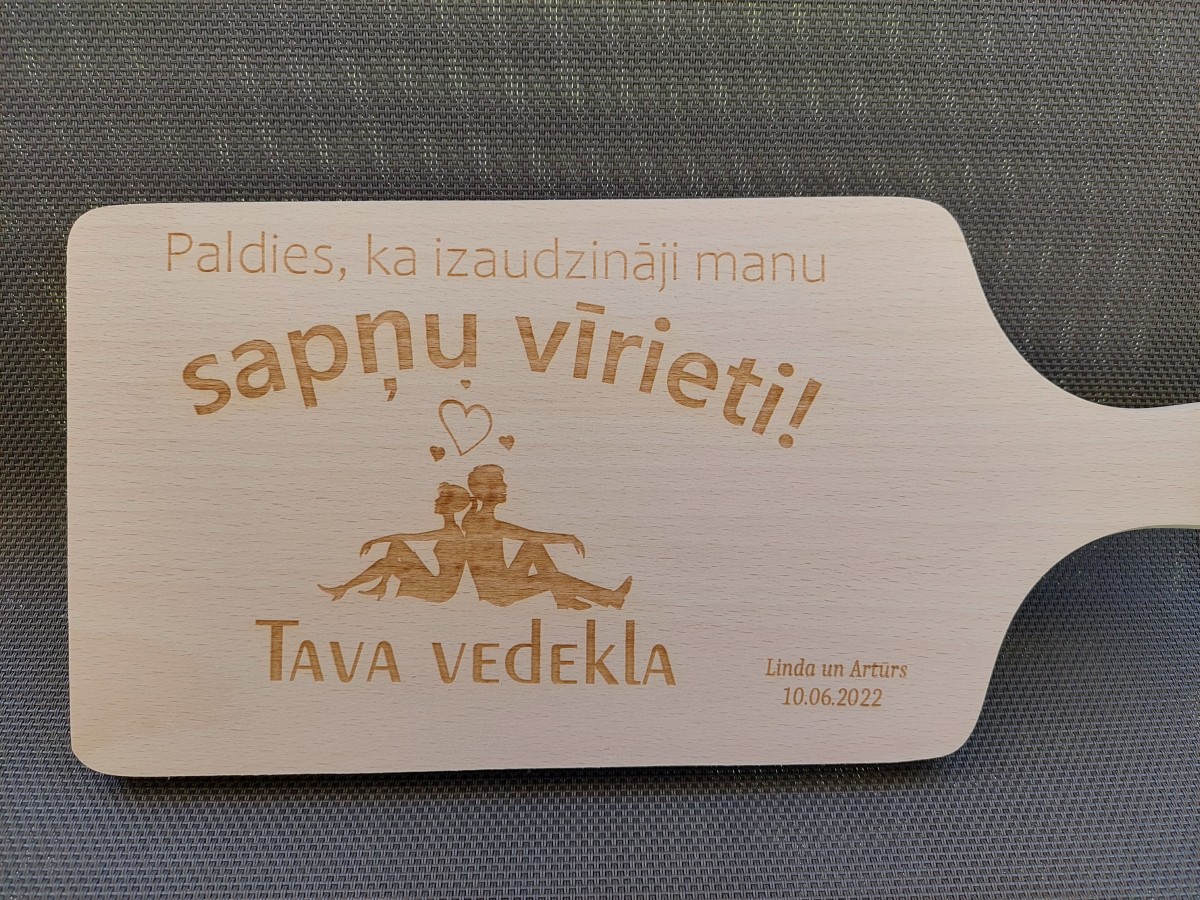 Paldies, ka izaudzināji manu
sapņu vīrieti!
Tava vedekla
Linda un Artūrs
10.06.2022